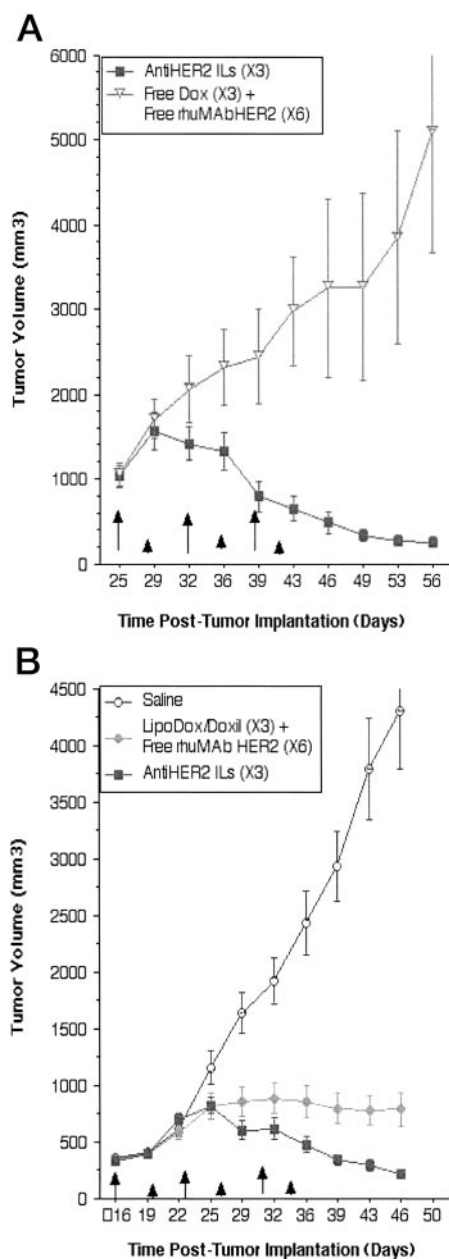 A
6000
5000
4000
3000
2000
1000
0
Tumor Volume (mm3)
AntiHER2 ILs (X3)
Free Dox (X3) +
Free rhuMAbHER2 (X6)
25 29 32 36 39 43 46 49 53 56
Time Post-Tumor Implantation (Days)
B
4500
4000
3500
3000
2500
2000
1500
1000
500
0
Tumor Volume (mm3)
Saline
LipoDox/Doxil (X3) +
Free rhuMAb HER2 (X6)
AntiHER2 ILs (X3)
□16 19 22 25 29 32 36 39 43 46 50
Time Post-Tumor Implantation (Days)